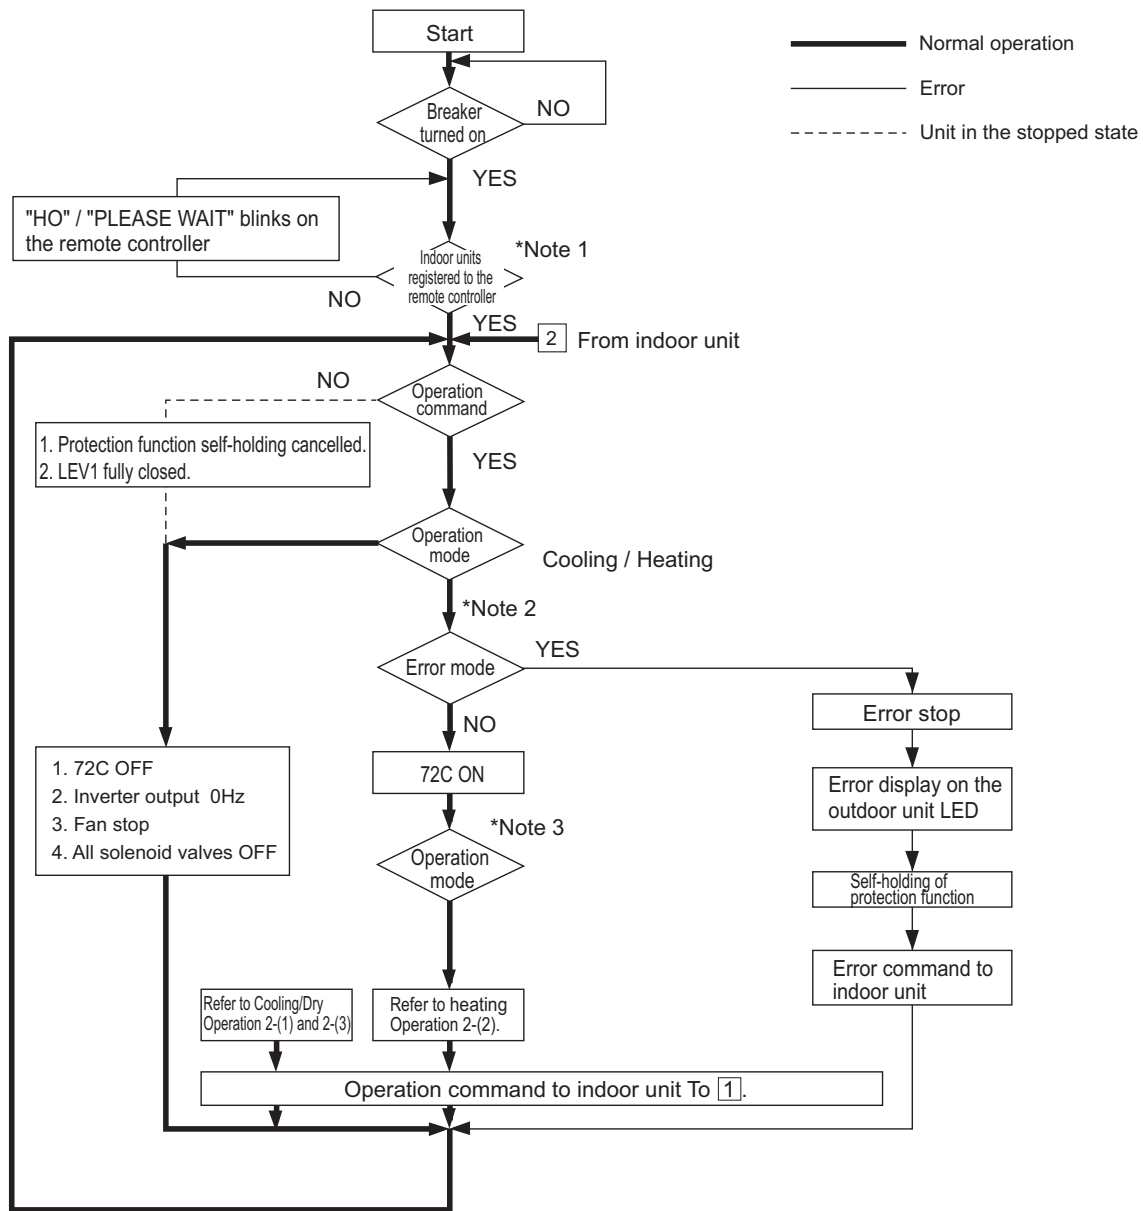 Start
Normal operation
Error
Unit in the stopped state
Breaker
turned on
NO
YES
"HO" / "PLEASE WAIT" blinks on
the remote controller
*Note 1
Indoor units
registered to the
remote controller
NO
YES
2 From indoor unit
NO
Operation
command
1. Protection function self-holding cancelled.
2. LEV1 fully closed.
YES
Operation
mode
Cooling / Heating
*Note 2
Error mode
YES
NO
Error stop
72C ON
1. 72C OFF
2. Inverter output 0Hz
3. Fan stop
4. All solenoid valves OFF
Error display on the
outdoor unit LED
*Note 3
Operation
mode
Self-holding of
protection function
Error command to
indoor unit
Refer to Cooling/Dry
Operation 2-(1) and 2-(3)
Refer to heating
Operation 2-(2).
Operation command to indoor unit To 1.